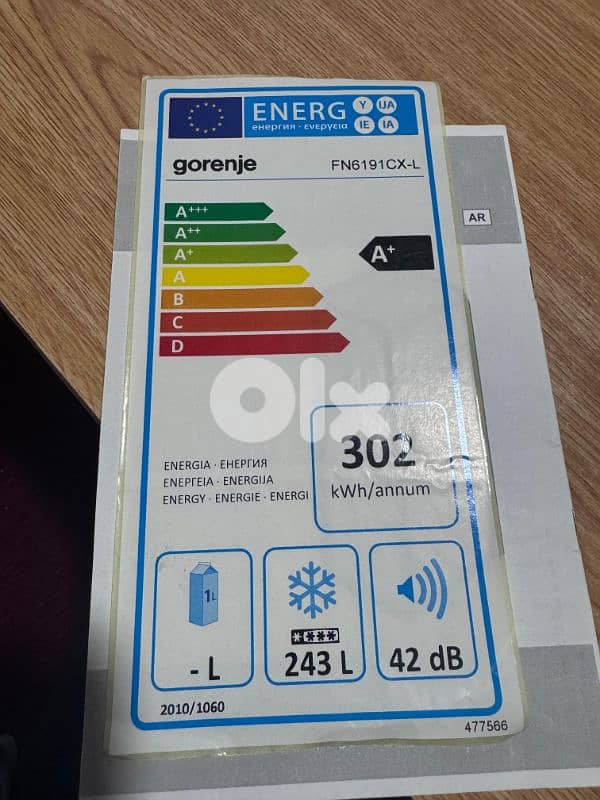 ENERG Y IJA
енергия · ενεργεια IE IA
gorenje FN6191CX-L
AR
A+++
A++
A+ A+
A
B
C
D
olx
302
kWh/annum
ENERGIA · ЕНЕРГИЯ
ΕΝΕΡΓΕΙΑ · ENERGIJA
ENERGY · ENERGIE · ENERGI
1L
- L 243 L 42 dB
2010/1060
477566